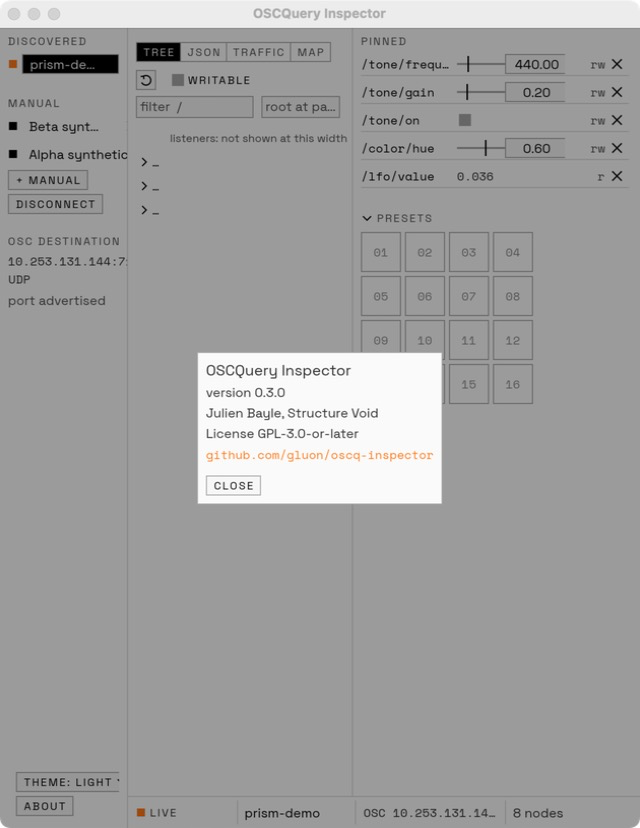 OSCQuery Inspector
DISCOVERED
prism-de…
MANUAL
Beta synt…
Alpha synthetic
+ MANUAL
DISCONNECT
OSC DESTINATION
10.253.131.144:7
UDP
port advertised
THEME: LIGHT
ABOUT
TREE JSON TRAFFIC MAP
WRITABLE
filter / root at pa…
listeners: not shown at this width
> …
> …
> …
PINNED
/tone/frequ… 440.00 rw ×
/tone/gain 0.20 rw ×
/tone/on rw ×
/color/hue 0.60 rw ×
/lfo/value 0.036 r ×
PRESETS
01 02 03 04
05 06 07 08
09 10 11 12
15 16
OSCQuery Inspector
version 0.3.0
Julien Bayle, Structure Void
License GPL-3.0-or-later
github.com/gluon/oscq-inspector
CLOSE
LIVE prism-demo OSC 10.253.131.14… 8 nodes